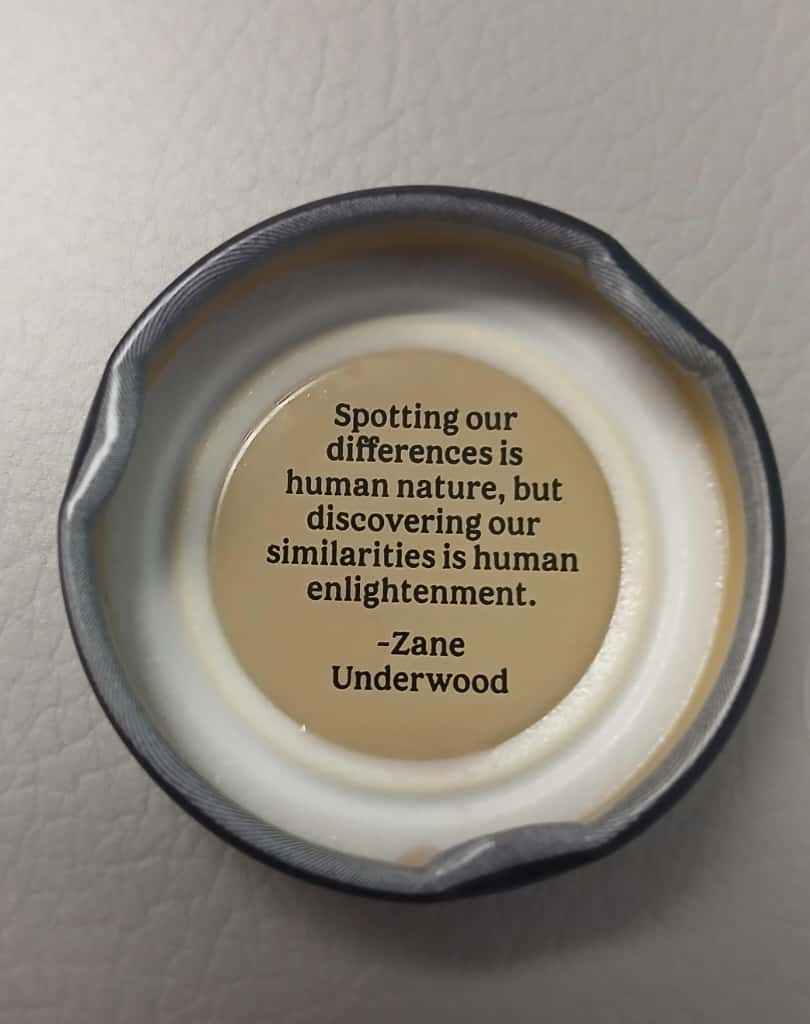 Spotting our
differences is
human nature, but
discovering our
similarities is human
enlightenment.
-Zane
Underwood